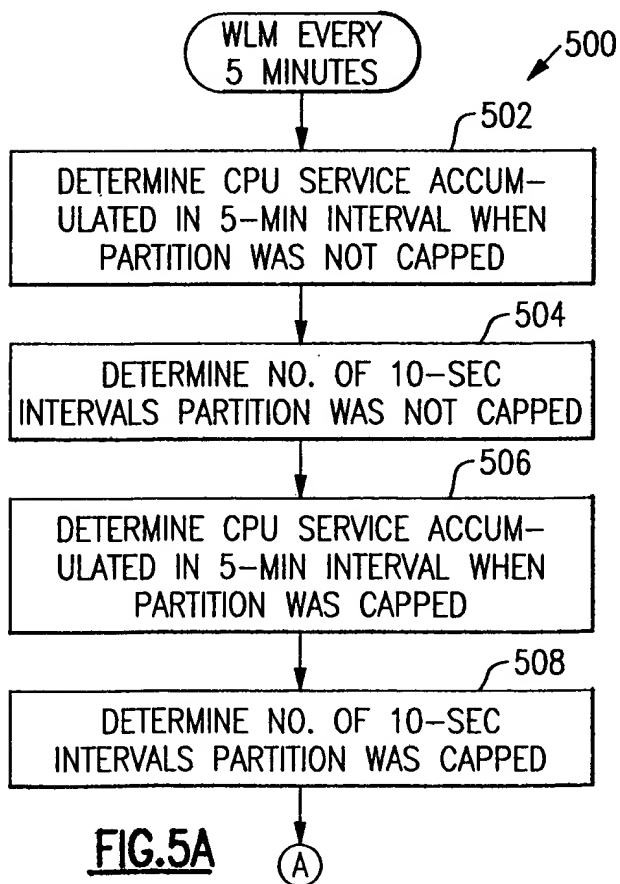 WLM EVERY
5 MINUTES
500
502
DETERMINE CPU SERVICE ACCUM-
ULATED IN 5-MIN INTERVAL WHEN
PARTITION WAS NOT CAPPED
504
DETERMINE NO. OF 10-SEC
INTERVALS PARTITION WAS NOT CAPPED
506
DETERMINE CPU SERVICE ACCUM-
ULATED IN 5-MIN INTERVAL WHEN
PARTITION WAS CAPPED
508
DETERMINE NO. OF 10-SEC
INTERVALS PARTITION WAS CAPPED
FIG.5A
A